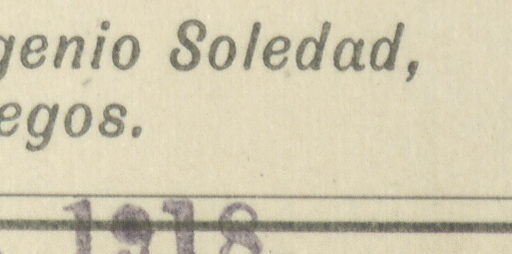 genio Soledad,
egos.
1918